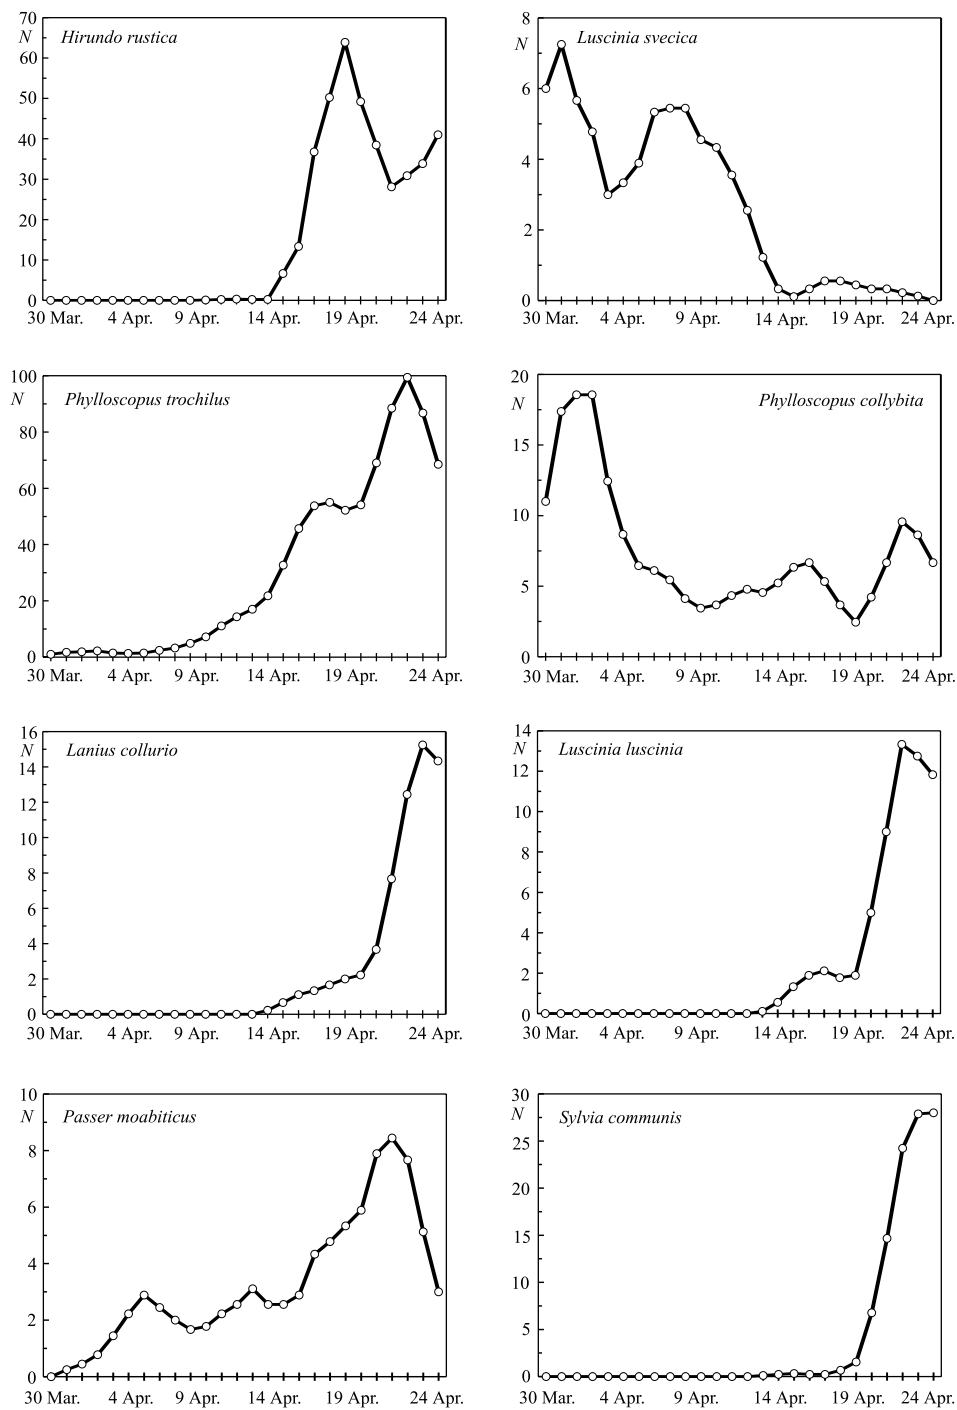 70
N
Hirundo rustica
60
50
40
30
20
10
0
30 Mar. 4 Apr. 9 Apr. 14 Apr. 19 Apr. 24 Apr.
8
N
Luscinia svecica
6
4
2
0
30 Mar. 4 Apr. 9 Apr. 14 Apr. 19 Apr. 24 Apr.
100
N
Phylloscopus trochilus
80
60
40
20
0
30 Mar. 4 Apr. 9 Apr. 14 Apr. 19 Apr. 24 Apr.
20
N
Phylloscopus collybita
15
10
5
0
30 Mar. 4 Apr. 9 Apr. 14 Apr. 19 Apr. 24 Apr.
16
N
Lanius collurio
14
12
10
8
6
4
2
0
30 Mar. 4 Apr. 9 Apr. 14 Apr. 19 Apr. 24 Apr.
14
N
Luscinia luscinia
12
10
8
6
4
2
0
30 Mar. 4 Apr. 9 Apr. 14 Apr. 19 Apr. 24 Apr.
10
N
Passer moabiticus
8
6
4
2
0
30 Mar. 4 Apr. 9 Apr. 14 Apr. 19 Apr. 24 Apr.
30
N
Sylvia communis
25
20
15
10
5
0
30 Mar. 4 Apr. 9 Apr. 14 Apr. 19 Apr. 24 Apr.